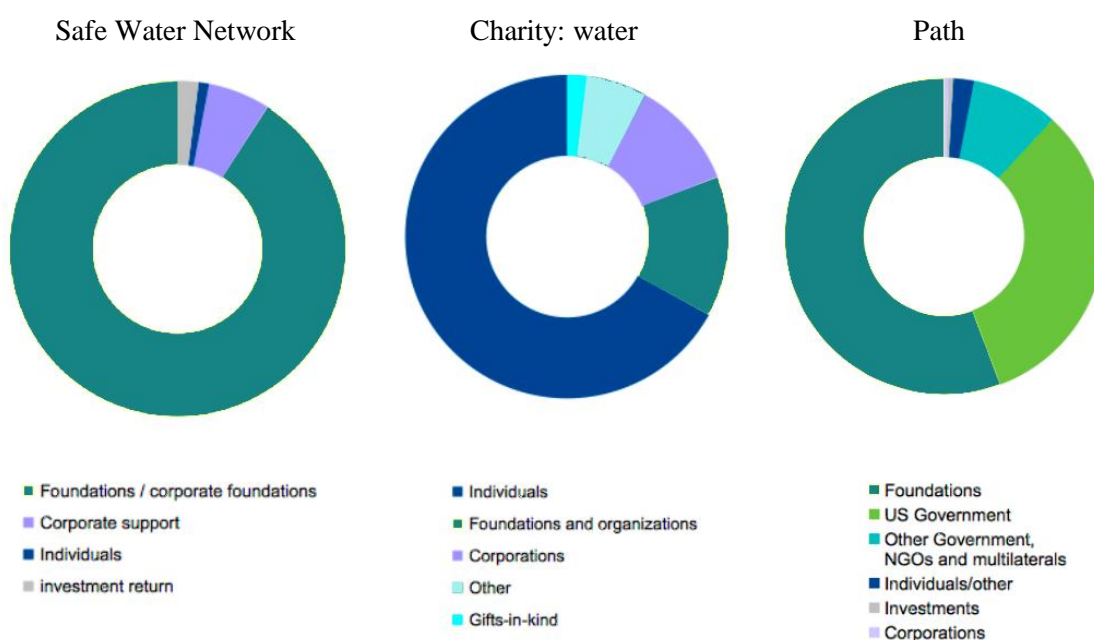 Safe Water Network
Charity: water
Path
Foundations / corporate foundations
Corporate support
Individuals
investment return
Individuals
Foundations and organizations
Corporations
Other
Gifts-in-kind
Foundations
US Government
Other Government,
NGOs and multilaterals
Individuals/other
Investments
Corporations